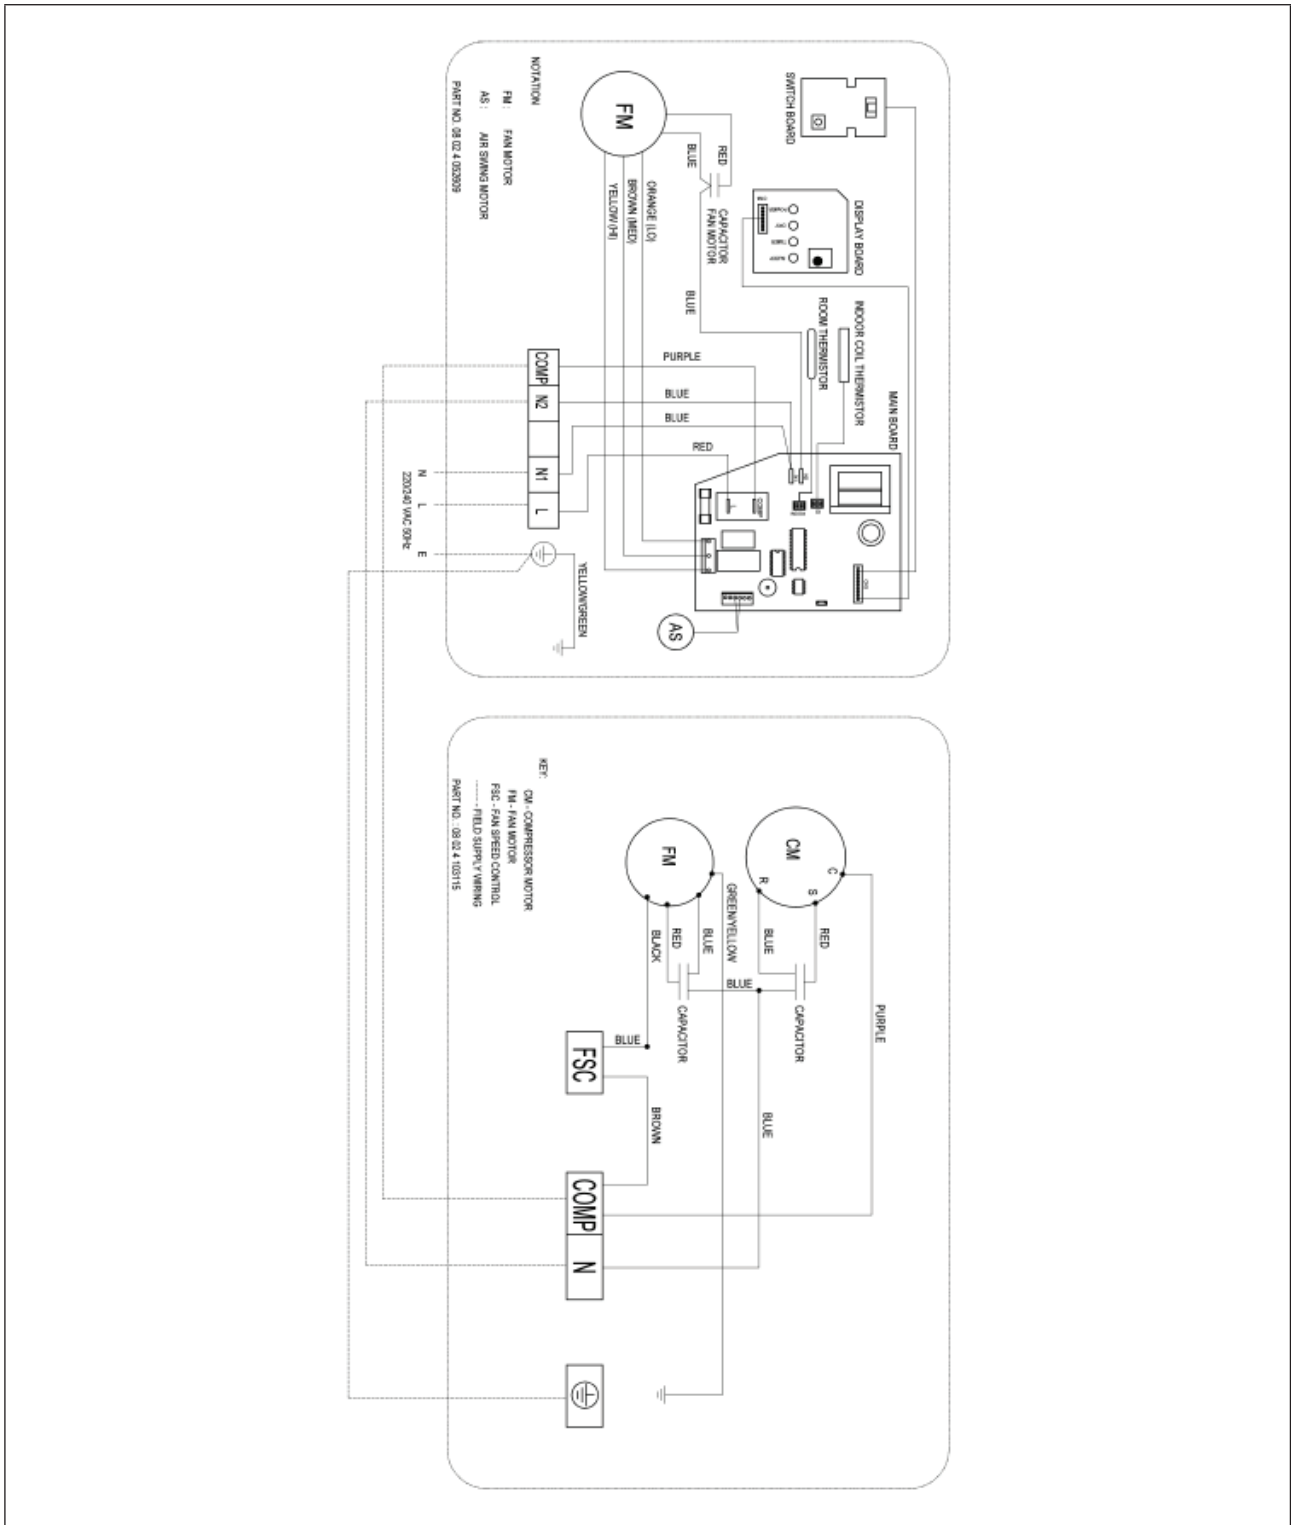 SWITCH BOARD
DISPLAY BOARD
INDOOR COIL THERMISTOR
ROOM THERMISTOR
MAIN BOARD
RED
BLUE
CAPACITOR
FAN MOTOR
FM
ORANGE (LO)
BROWN (MED)
YELLOW (HI)
BLUE
PURPLE
BLUE
BLUE
RED
COMP
N2
N1
L
COMP
N
L
E
220/240 VAC 50Hz
YELLOW/GREEN
AS
NOTATION
FM : FAN MOTOR
AS : AIR SWING MOTOR
PART NO. 08 02 4 052609
CM
C
S
R
FM
RED
BLUE
GREEN/YELLOW
BLUE
RED
BLACK
BLUE
CAPACITOR
CAPACITOR
PURPLE
BLUE
BLUE
FSC
BROWN
COMP
N
KEY:
CM - COMPRESSOR MOTOR
FM - FAN MOTOR
FSC - FAN SPEED CONTROL
-------- - FIELD SUPPLY WIRING
PART NO. : 08 02 4 103115